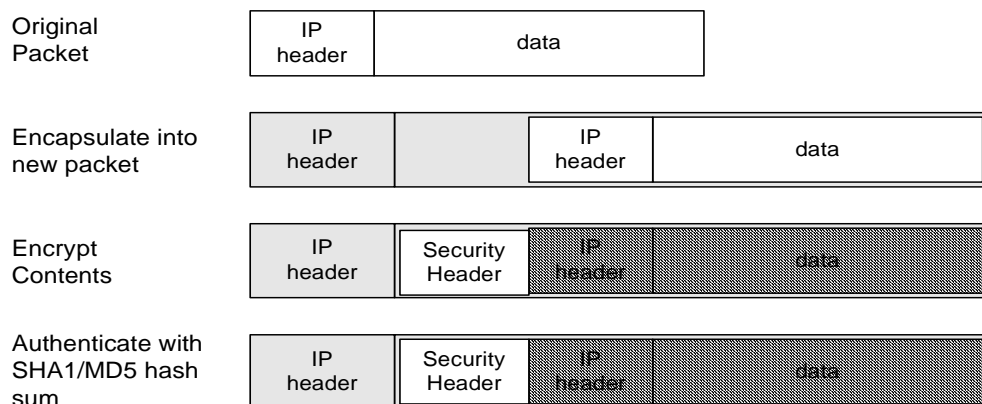 Original
Packet
IP
header
data
Encapsulate into
new packet
IP
header
IP
header
data
Encrypt
Contents
IP
header
Security
Header
IP
header
data
Authenticate with
SHA1/MD5 hash
sum
IP
header
Security
Header
IP
header
data